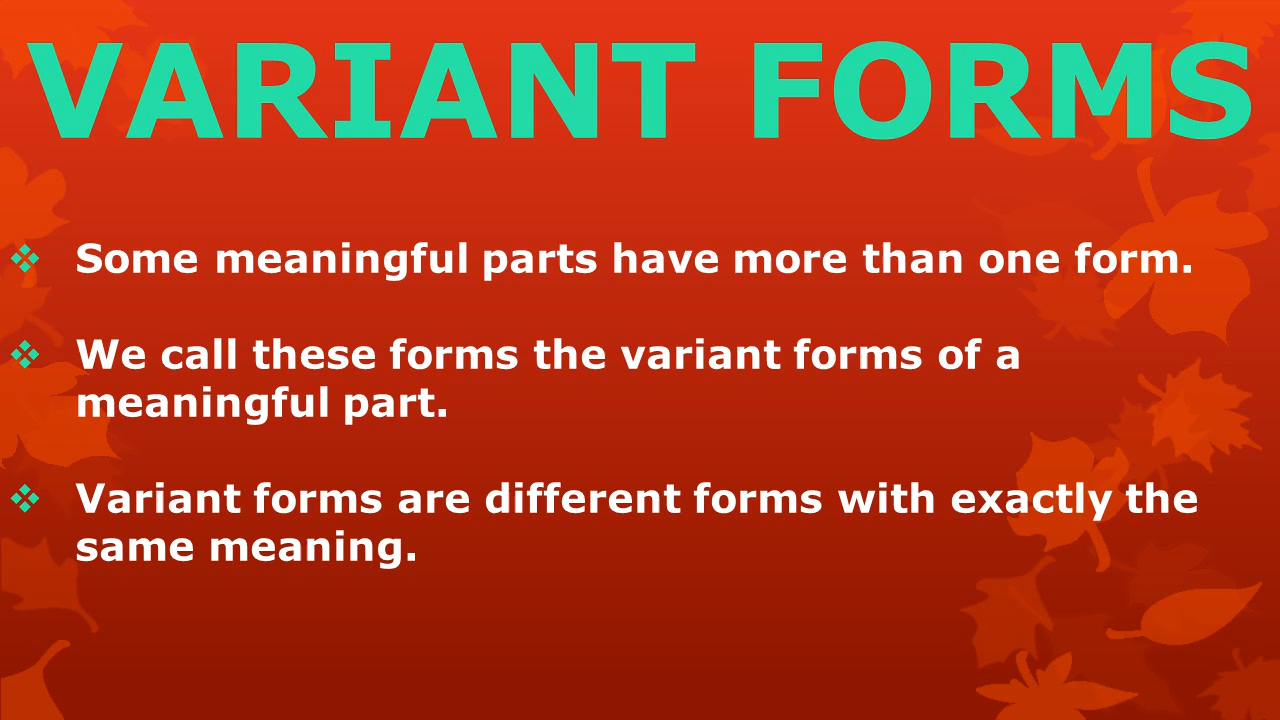 VARIANT FORMS
❖ Some meaningful parts have more than one form.
❖ We call these forms the variant forms of a
meaningful part.
❖ Variant forms are different forms with exactly the
same meaning.